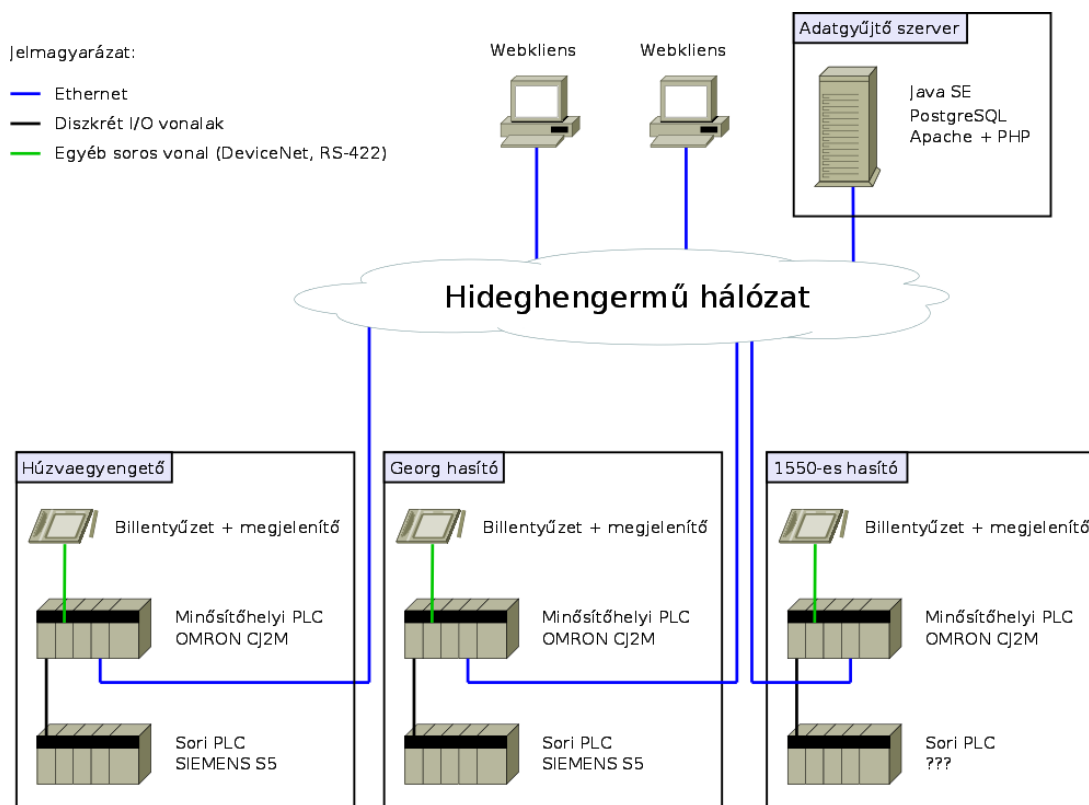 Jelmagyarázat:
Ethernet
Diszkrét I/O vonalak
Egyéb soros vonal (DeviceNet, RS-422)
Webkliens
Webkliens
Adatgyűjtő szerver
Java SE
PostgreSQL
Apache + PHP
Hideghengermű hálózat
Húzvaegyengető
Billentyűzet + megjelenítő
Minősítőhelyi PLC
OMRON CJ2M
Sori PLC
SIEMENS S5
Georg hasító
Billentyűzet + megjelenítő
Minősítőhelyi PLC
OMRON CJ2M
Sori PLC
SIEMENS S5
1550-es hasító
Billentyűzet + megjelenítő
Minősítőhelyi PLC
OMRON CJ2M
Sori PLC
???